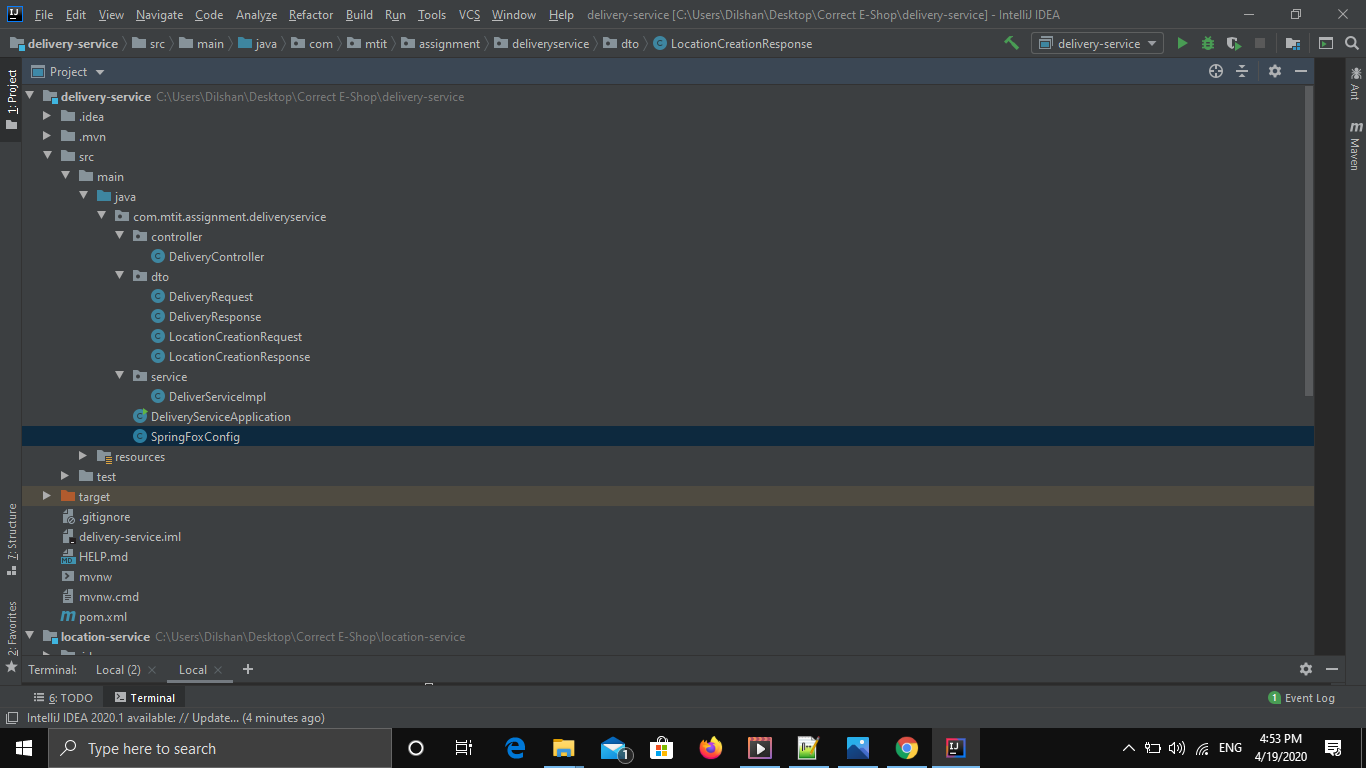 IJ File Edit View Navigate Code Analyze Refactor Build Run Tools VCS Window Help delivery-service [C:\Users\Dilshan\Desktop\Correct E-Shop\delivery-service] - IntelliJ IDEA
delivery-service src main java com mtit assignment deliveryservice dto LocationCreationResponse delivery-service
1: Project
Project
Ant
Maven
delivery-service C:\Users\Dilshan\Desktop\Correct E-Shop\delivery-service
.idea
.mvn
src
main
java
com.mtit.assignment.deliveryservice
controller
DeliveryController
dto
DeliveryRequest
DeliveryResponse
LocationCreationRequest
LocationCreationResponse
service
DeliverServiceImpl
DeliveryServiceApplication
SpringFoxConfig
resources
test
target
.gitignore
delivery-service.iml
HELP.md
mvnw
mvnw.cmd
pom.xml
location-service C:\Users\Dilshan\Desktop\Correct E-Shop\location-service
7: Structure
2: Favorites
Terminal: Local (2) Local
6: TODO Terminal 1 Event Log
IntelliJ IDEA 2020.1 available: // Update... (4 minutes ago)
Type here to search 1 ENG 4:53 PM
4/19/2020